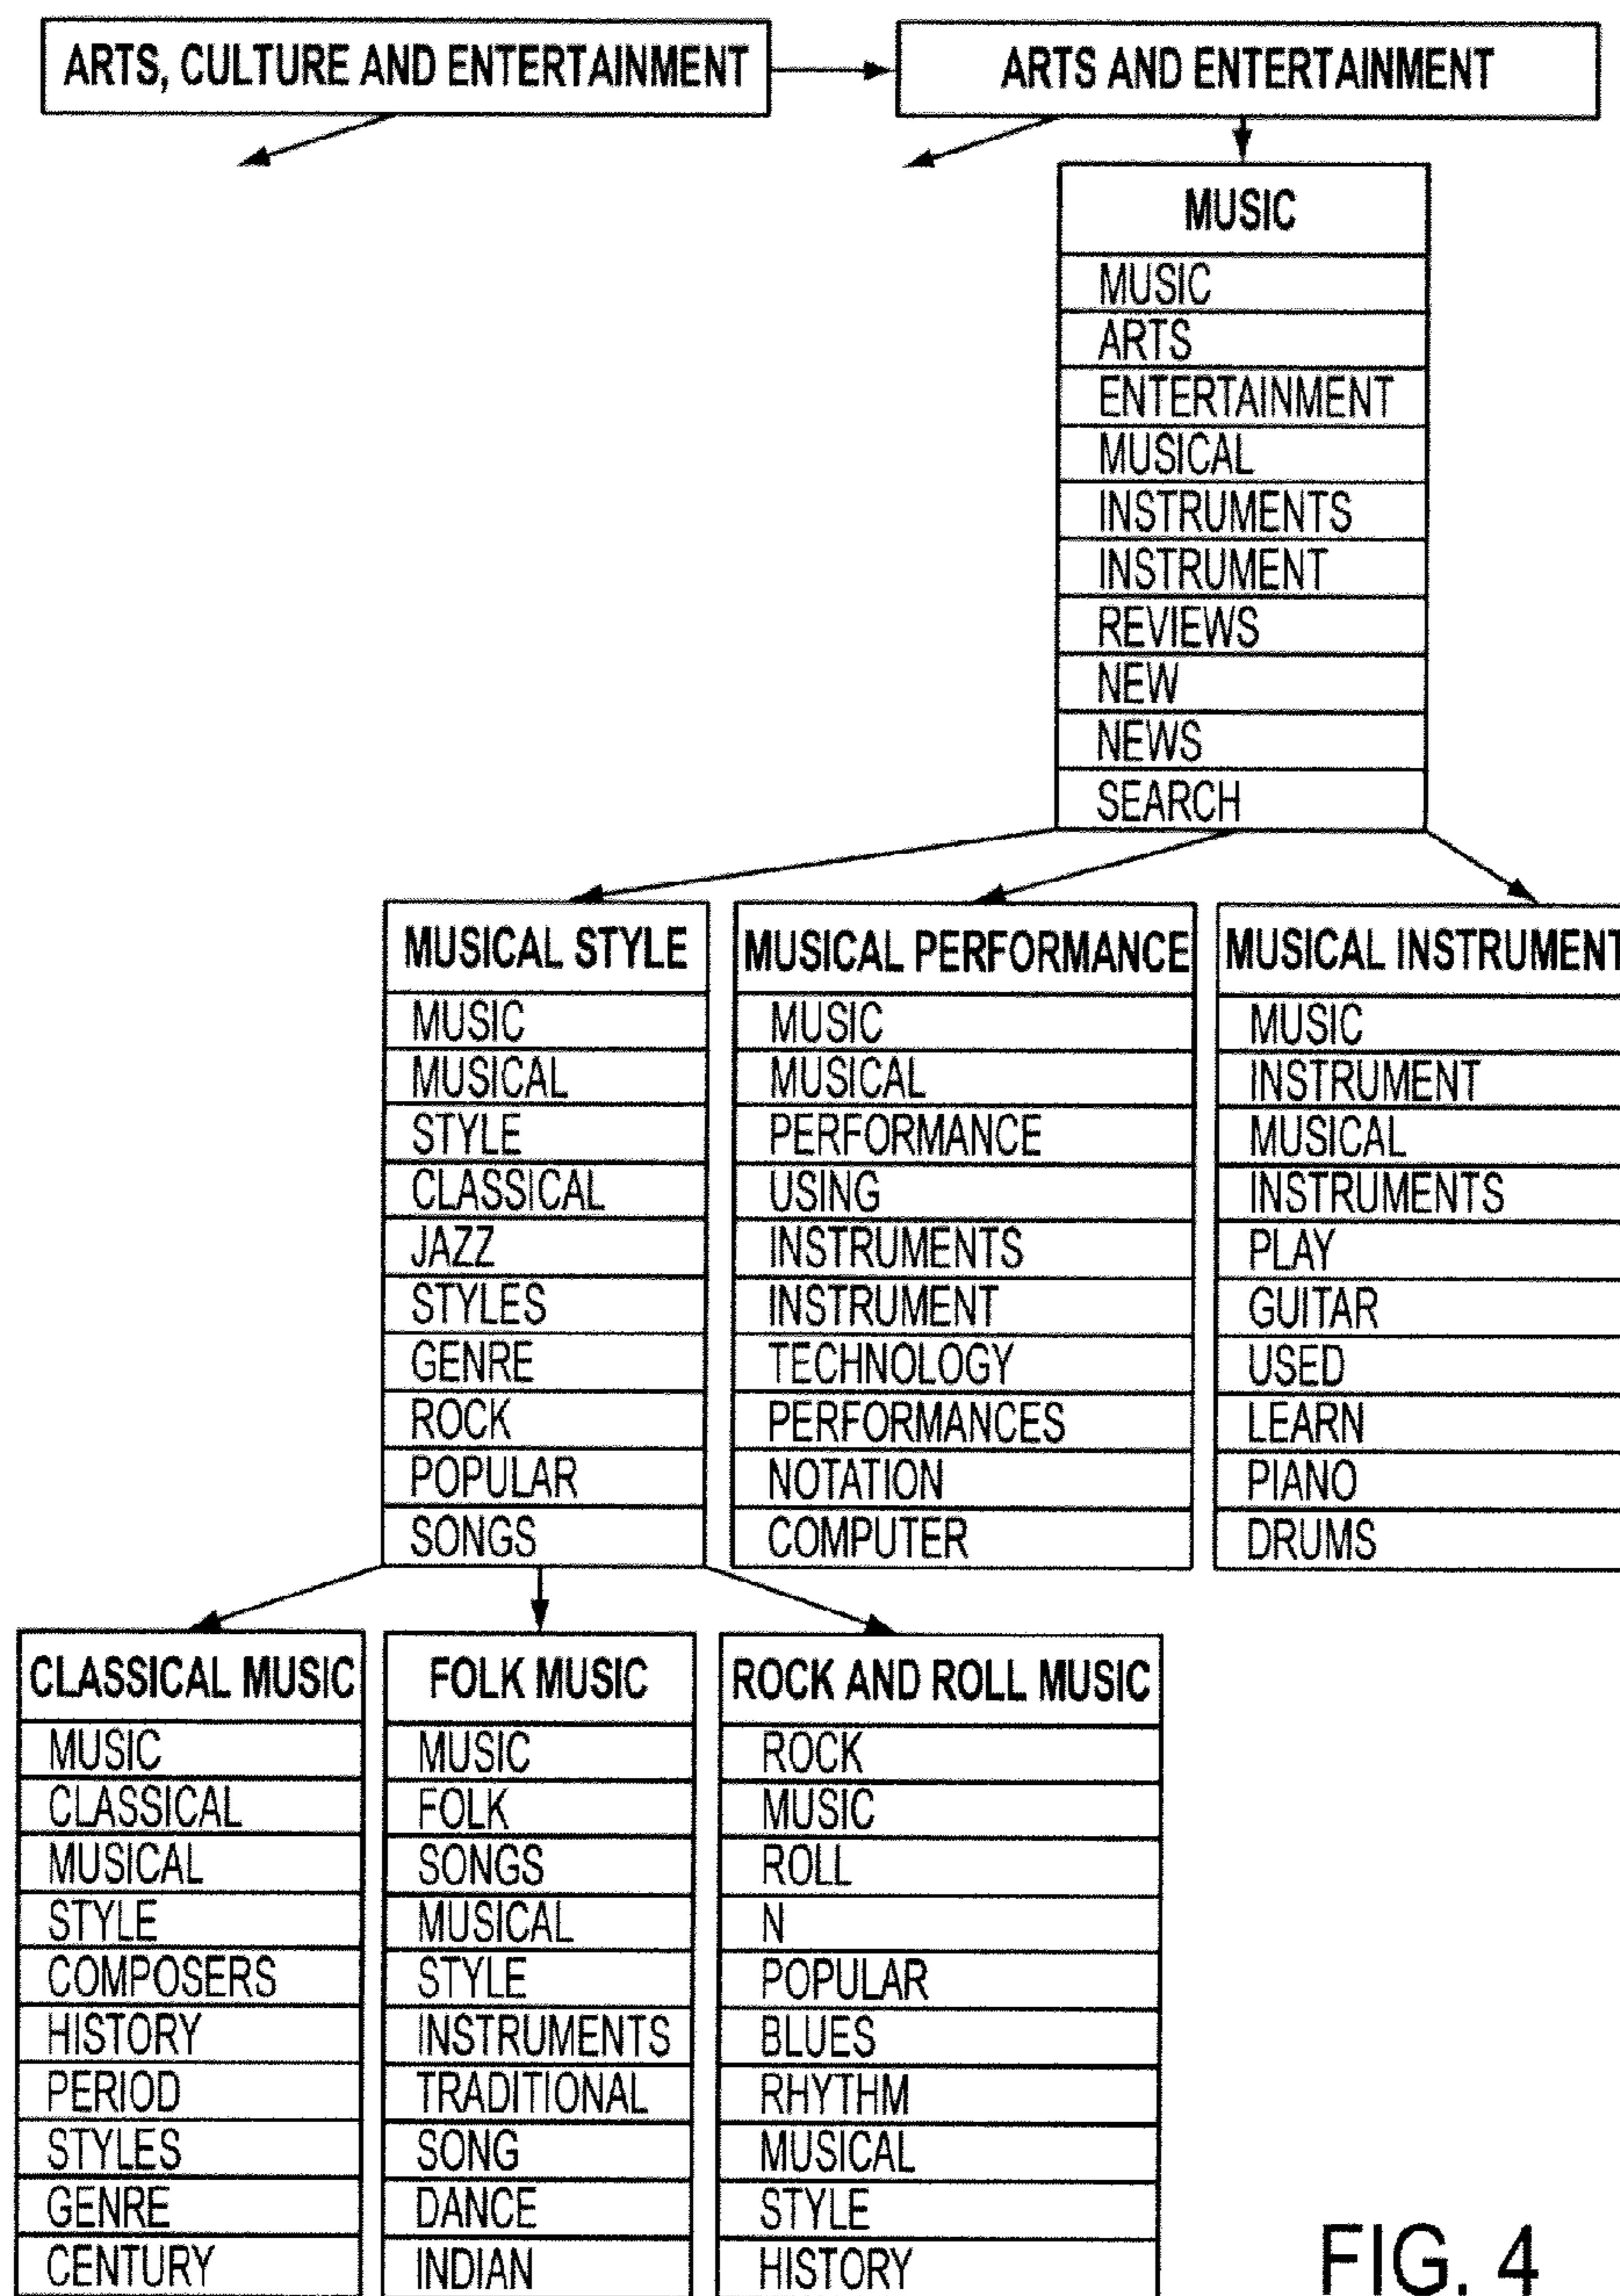 ARTS, CULTURE AND ENTERTAINMENT
ARTS AND ENTERTAINMENT
MUSIC
MUSIC
ARTS
ENTERTAINMENT
MUSICAL
INSTRUMENTS
INSTRUMENT
REVIEWS
NEW
NEWS
SEARCH
MUSICAL STYLE
MUSIC
MUSICAL
STYLE
CLASSICAL
JAZZ
STYLES
GENRE
ROCK
POPULAR
SONGS
MUSICAL PERFORMANCE
MUSIC
MUSICAL
PERFORMANCE
USING
INSTRUMENTS
INSTRUMENT
TECHNOLOGY
PERFORMANCES
NOTATION
COMPUTER
MUSICAL INSTRUMENT
MUSIC
INSTRUMENT
MUSICAL
INSTRUMENTS
PLAY
GUITAR
USED
LEARN
PIANO
DRUMS
CLASSICAL MUSIC
MUSIC
CLASSICAL
MUSICAL
STYLE
COMPOSERS
HISTORY
PERIOD
STYLES
GENRE
CENTURY
FOLK MUSIC
MUSIC
FOLK
SONGS
MUSICAL
STYLE
INSTRUMENTS
TRADITIONAL
SONG
DANCE
INDIAN
ROCK AND ROLL MUSIC
ROCK
MUSIC
ROLL
N
POPULAR
BLUES
RHYTHM
MUSICAL
STYLE
HISTORY
FIG. 4